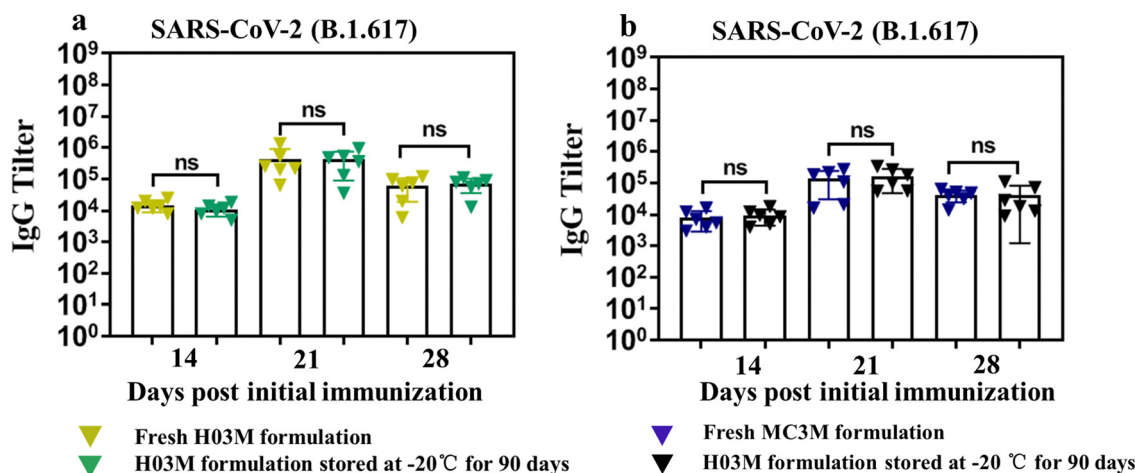 a
SARS-CoV-2 (B.1.617)
IgG Tilter
10⁹
10⁸
10⁷
10⁶
10⁵
10⁴
10³
10²
10¹
10⁰
ns
ns
ns
14
21
28
Days post initial immunization
Fresh H03M formulation
H03M formulation stored at -20℃ for 90 days
b
SARS-CoV-2 (B.1.617)
IgG Tilter
10⁹
10⁸
10⁷
10⁶
10⁵
10⁴
10³
10²
10¹
10⁰
ns
ns
ns
14
21
28
Days post initial immunization
Fresh MC3M formulation
H03M formulation stored at -20℃ for 90 days